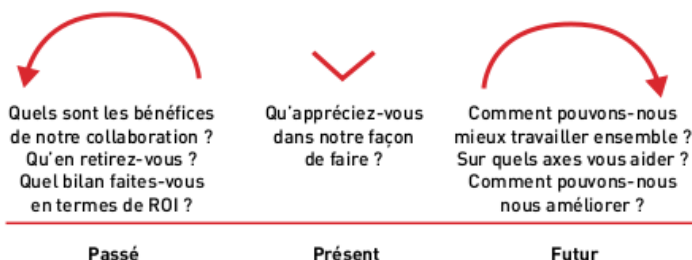 Quels sont les bénéfices
de notre collaboration ?
Qu'en retirez-vous ?
Quel bilan faites-vous
en termes de ROI ?
Qu'appréciez-vous
dans notre façon
de faire ?
Comment pouvons-nous
mieux travailler ensemble ?
Sur quels axes vous aider ?
Comment pouvons-nous
nous améliorer ?
Passé
Présent
Futur